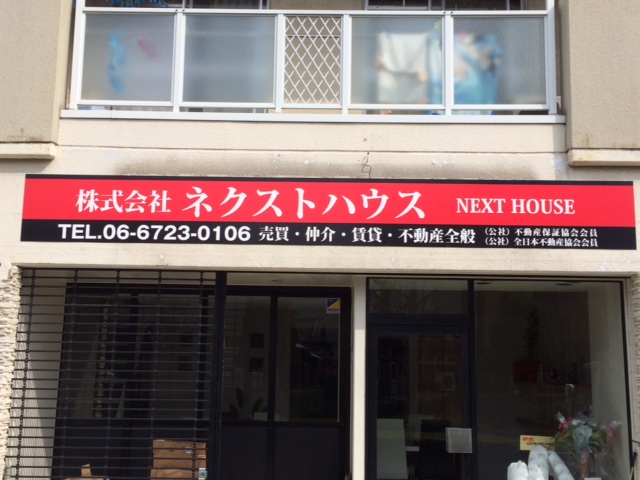 株式会社 ネクストハウス NEXT HOUSE
TEL.06-6723-0106 売買・仲介・賃貸・不動産全般 (公社)不動産保証協会会員
(公社)全日本不動産協会会員